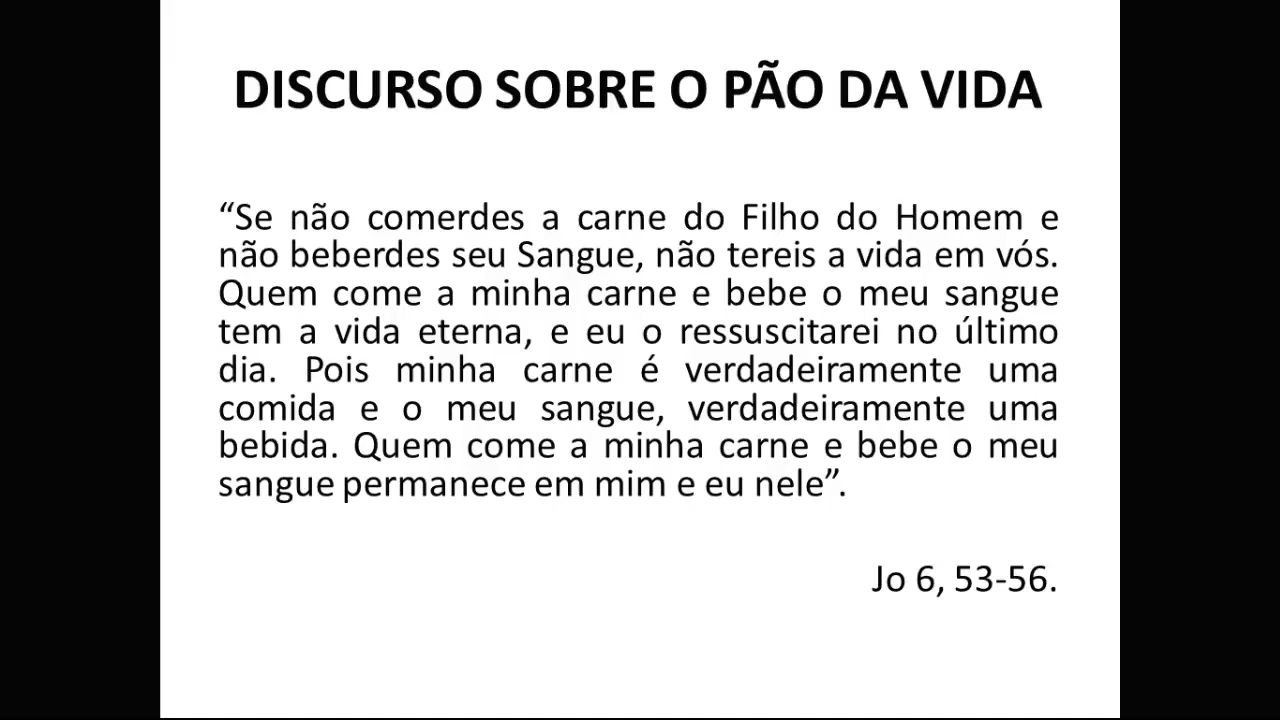 DISCURSO SOBRE O PÃO DA VIDA
“Se não comerdes a carne do Filho do Homem e
não beberdes seu Sangue, não tereis a vida em vós.
Quem come a minha carne e bebe o meu sangue
tem a vida eterna, e eu o ressuscitarei no último
dia. Pois minha carne é verdadeiramente uma
comida e o meu sangue, verdadeiramente uma
bebida. Quem come a minha carne e bebe o meu
sangue permanece em mim e eu nele”.
Jo 6, 53-56.